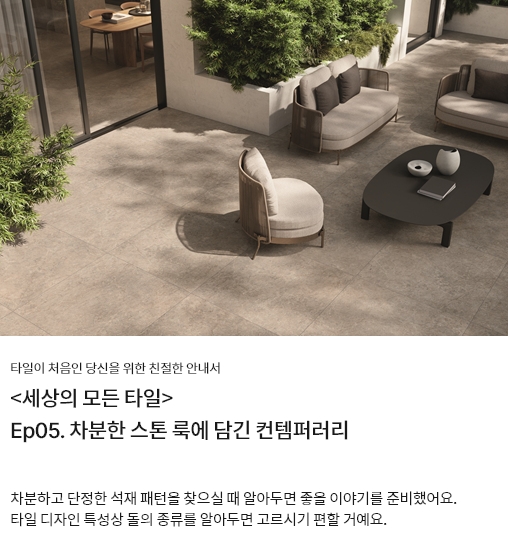 타일이 처음인 당신을 위한 친절한 안내서
<세상의 모든 타일>
Ep05. 차분한 스톤 룩에 담긴 컨템퍼러리
차분하고 단정한 석재 패턴을 찾으실 때 알아두면 좋을 이야기를 준비했어요.
타일 디자인 특성상 돌의 종류를 알아두면 고르시기 편할 거예요.